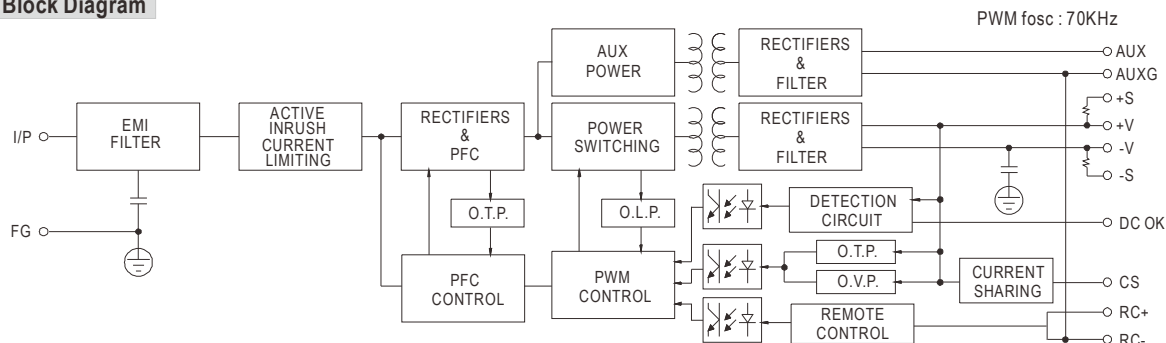 Block Diagram
PWM fosc : 70KHz
AUX
POWER
RECTIFIERS
&
FILTER
AUX
AUXG
+S
+V
-V
-S
I/P
EMI
FILTER
ACTIVE
INRUSH
CURRENT
LIMITING
RECTIFIERS
&
PFC
POWER
SWITCHING
RECTIFIERS
&
FILTER
O.T.P.
O.L.P.
DETECTION
CIRCUIT
DC OK
FG
PFC
CONTROL
PWM
CONTROL
O.T.P.
O.V.P.
CURRENT
SHARING
CS
REMOTE
CONTROL
RC+
RC-